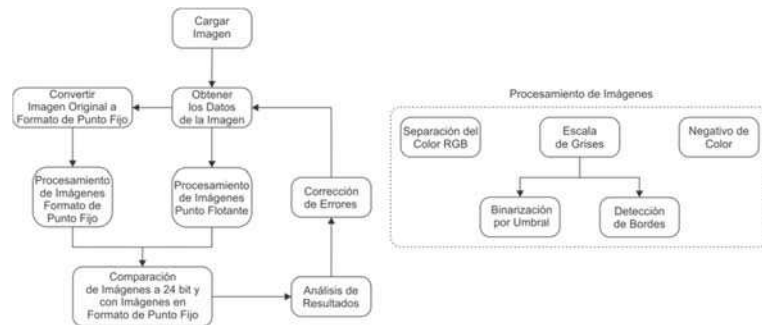 Cargar
Imagen
Convertir
Imagen Original a
Formato de Punto Fijo
Obtener
los Datos
de la Imagen
Procesamiento
de Imágenes
Formato de
Punto Fijo
Procesamiento
de Imágenes
Punto Flotante
Corrección
de Errores
Comparación
de Imágenes a 24 bit y
con Imágenes en
Formato de Punto Fijo
Análisis de
Resultados
Procesamiento de Imágenes
Separación del
Color RGB
Escala
de Grises
Negativo de
Color
Binarización
por Umbral
Detección
de Bordes